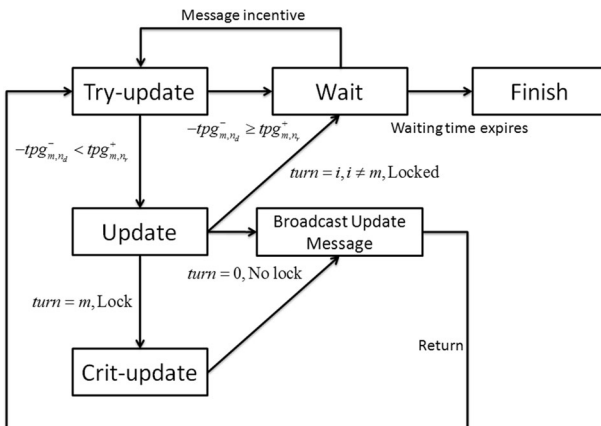 Message incentive
Try-update
Wait
Finish
$-tpg^{-}_{m,n_d} \geq tpg^{+}_{m,n_r}$
Waiting time expires
$-tpg^{-}_{m,n_d} < tpg^{+}_{m,n_r}$
turn = i, i ≠ m, Locked
Update
Broadcast Update
Message
turn = 0, No lock
turn = m, Lock
Return
Crit-update